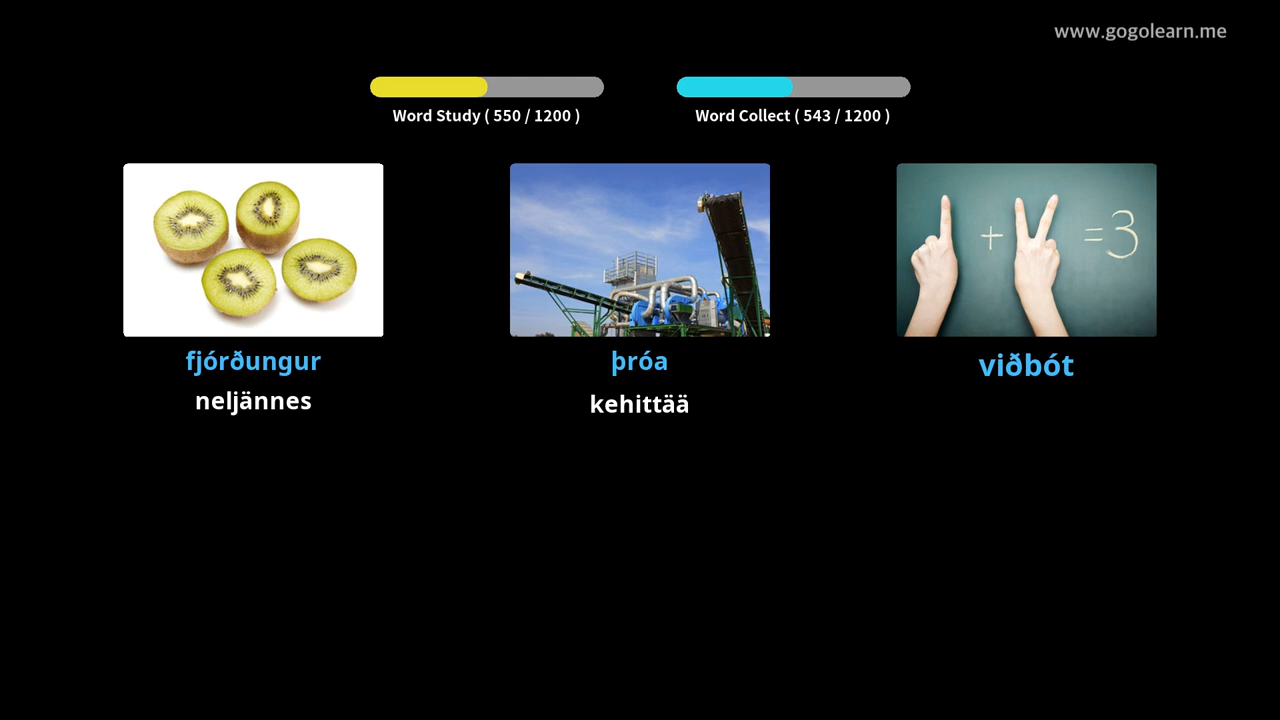 www.gogolearn.me
Word Study ( 550 / 1200 )
Word Collect ( 543 / 1200 )
+ =3
fjórðungur
neljännes
þróa
kehittää
viðbót